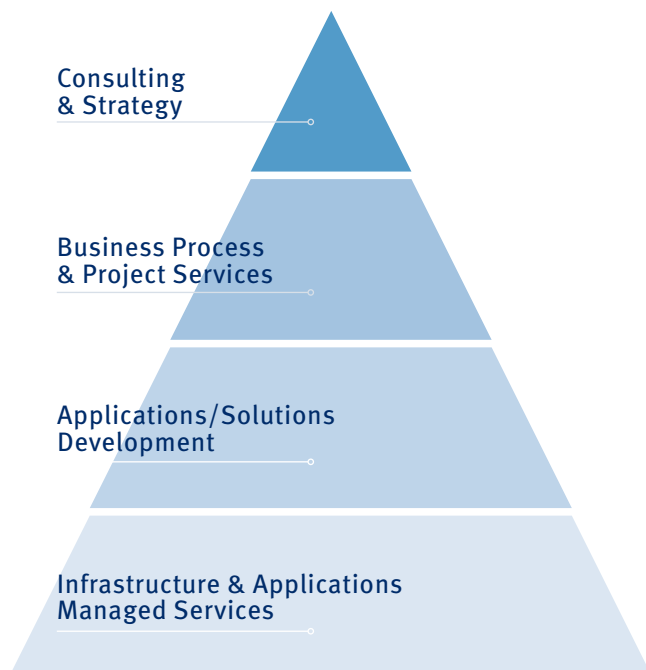 Consulting
& Strategy
Business Process
& Project Services
Applications/Solutions
Development
Infrastructure & Applications
Managed Services